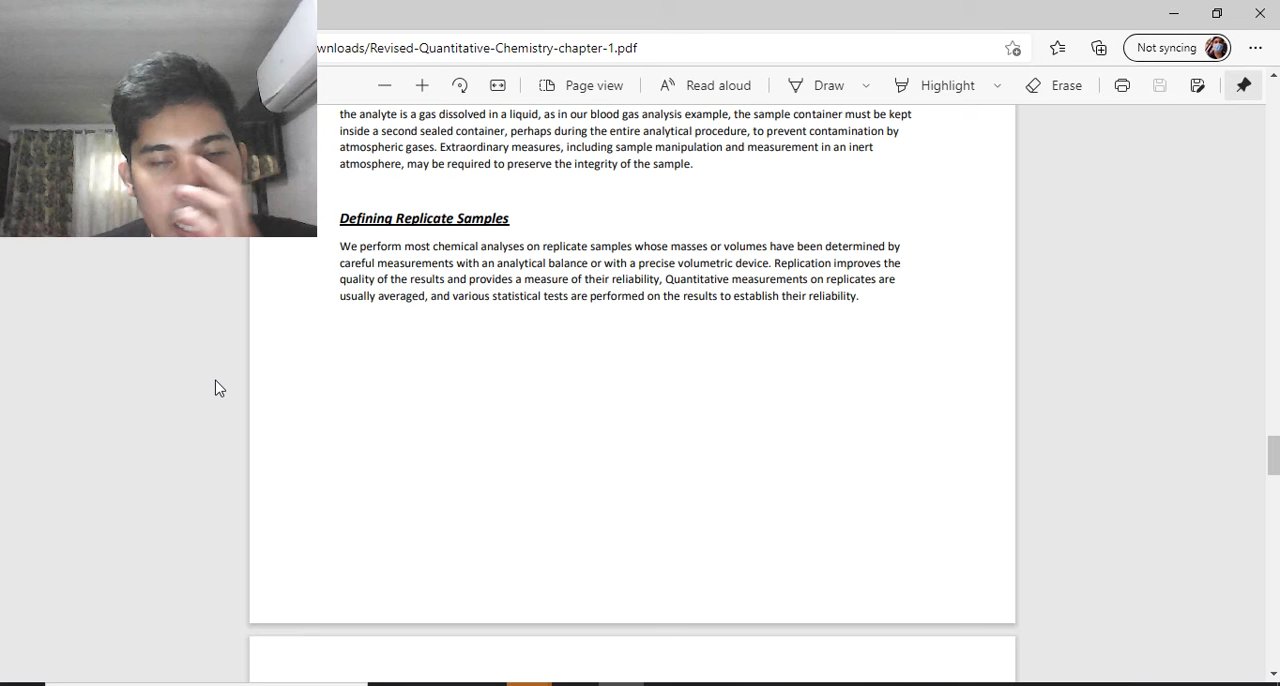 wnloads/Revised-Quantitative-Chemistry-chapter-1.pdf
Not syncing
Page view
Read aloud
Draw
Highlight
Erase
the analyte is a gas dissolved in a liquid, as in our blood gas analysis example, the sample container must be kept
inside a second sealed container, perhaps during the entire analytical procedure, to prevent contamination by
atmospheric gases. Extraordinary measures, including sample manipulation and measurement in an inert
atmosphere, may be required to preserve the integrity of the sample.
Defining Replicate Samples
We perform most chemical analyses on replicate samples whose masses or volumes have been determined by
careful measurements with an analytical balance or with a precise volumetric device. Replication improves the
quality of the results and provides a measure of their reliability, Quantitative measurements on replicates are
usually averaged, and various statistical tests are performed on the results to establish their reliability.